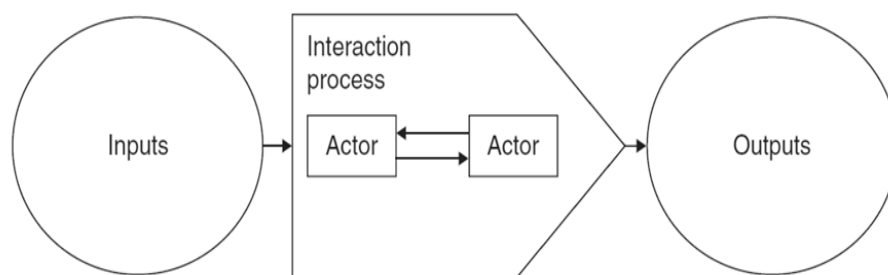 Inputs
Interaction
process
Actor
Actor
Outputs